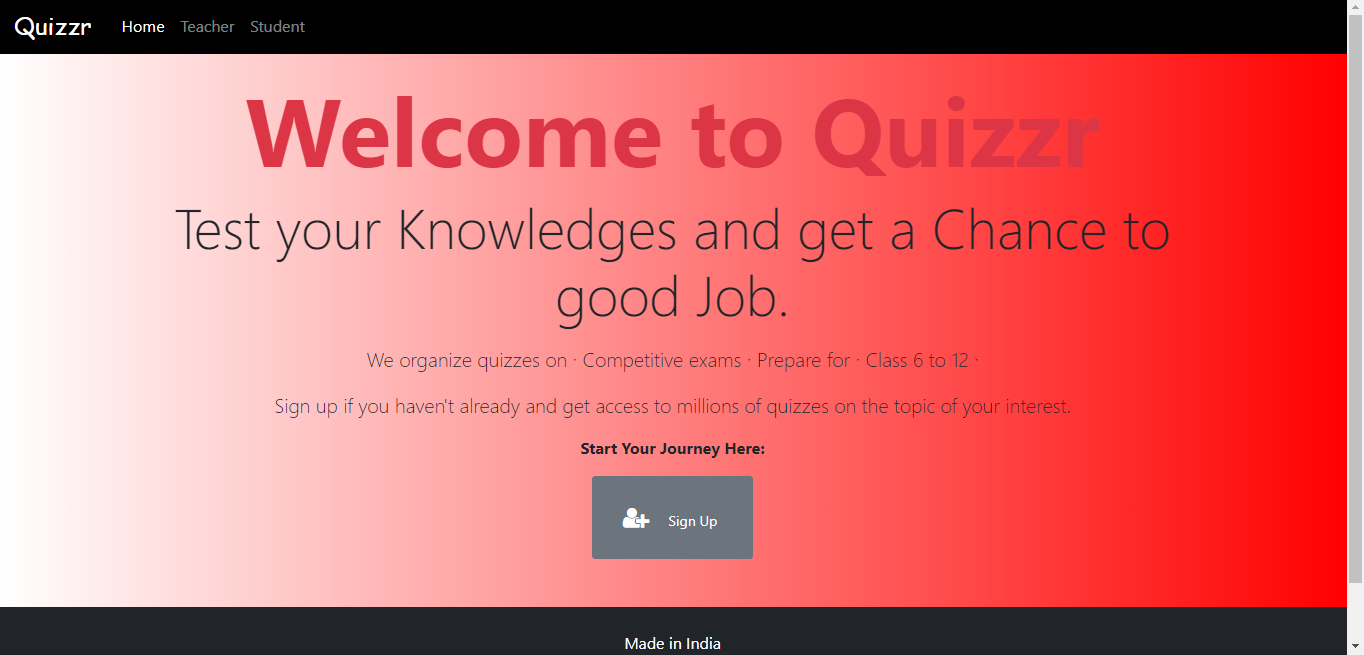 Quizzr Home Teacher Student
Welcome to Quizzr
Test your Knowledges and get a Chance to
good Job.
We organize quizzes on · Competitive exams · Prepare for · Class 6 to 12 ·
Sign up if you haven't already and get access to millions of quizzes on the topic of your interest.
Start Your Journey Here:
Sign Up
Made in India